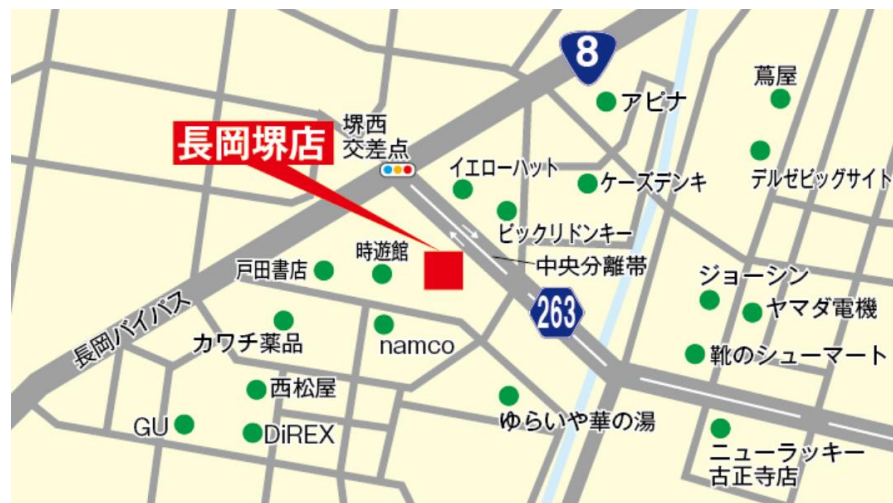 8
アピナ
蔦屋
堺西
交差点
長岡堺店
イエローハット
ケーズデンキ
デルゼビッグサイト
ビックリドンキー
時遊館
戸田書店
中央分離帯
ジョーシン
ヤマダ電機
263
長岡バイパス
カワチ薬品
namco
靴のシューマート
西松屋
ゆらいや華の湯
GU
DiREX
ニューラッキー
古正寺店